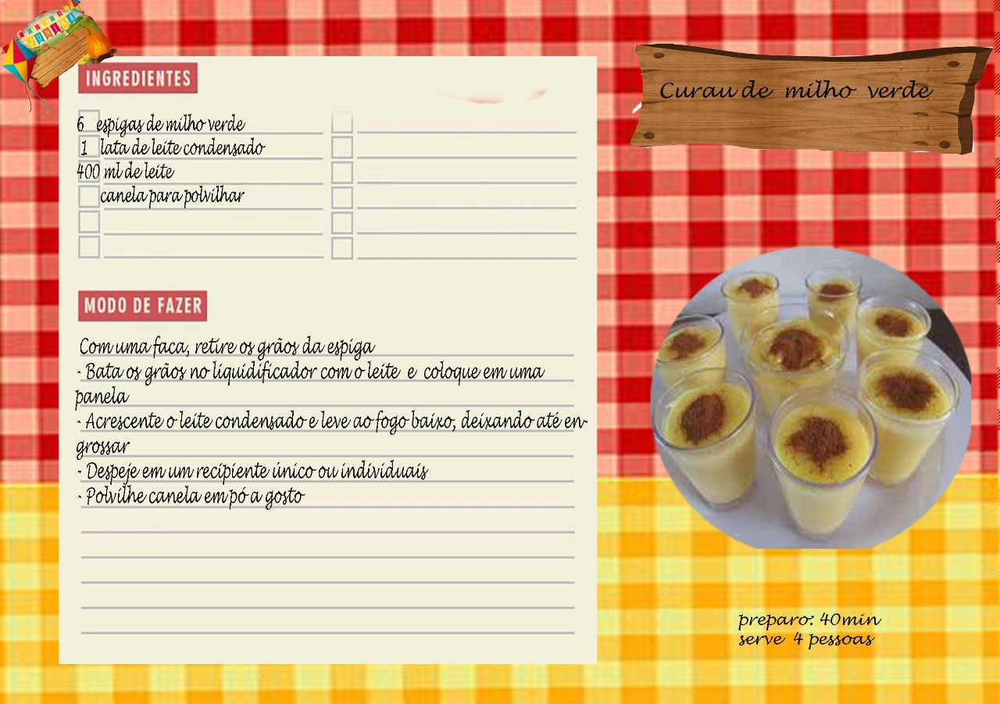 INGREDIENTES
6 espigas de milho verde
1 lata de leite condensado
400 ml de leite
canela para polvilhar
MODO DE FAZER
Com uma faca, retire os grãos da espiga
- Bata os grãos no liquidificador com o leite e coloque em uma
panela
- Acrescente o leite condensado e leve ao fogo baixo, deixando até en-
grossar
- Despeje em um recipiente único ou individuais
- Polvilhe canela em pó a gosto
Curau de milho verde
preparo: 40min
serve 4 pessoas